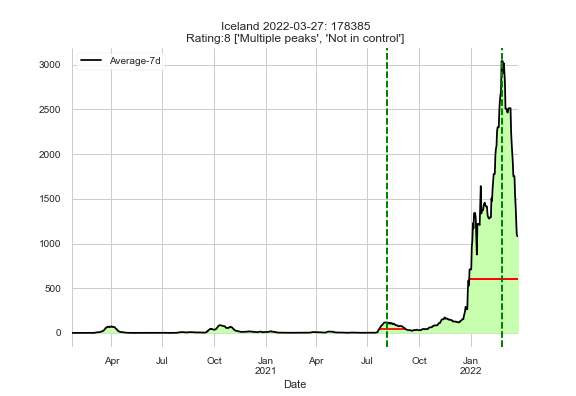 Iceland 2022-03-27: 178385
Rating:8 ['Multiple peaks', 'Not in control']
Average-7d
3000
2500
2000
1500
1000
500
0
Apr Jul Oct Jan Apr Jul Oct Jan
2021 2022
Date